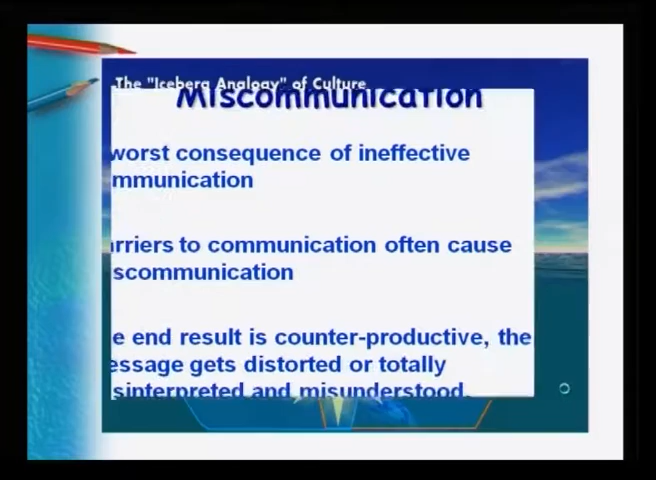 The "Iceberg Analogy" of Culture
Miscommunication
worst consequence of ineffective
mmunication
rriers to communication often cause
scommunication
e end result is counter-productive, the
essage gets distorted or totally
sinterpreted and misunderstood.